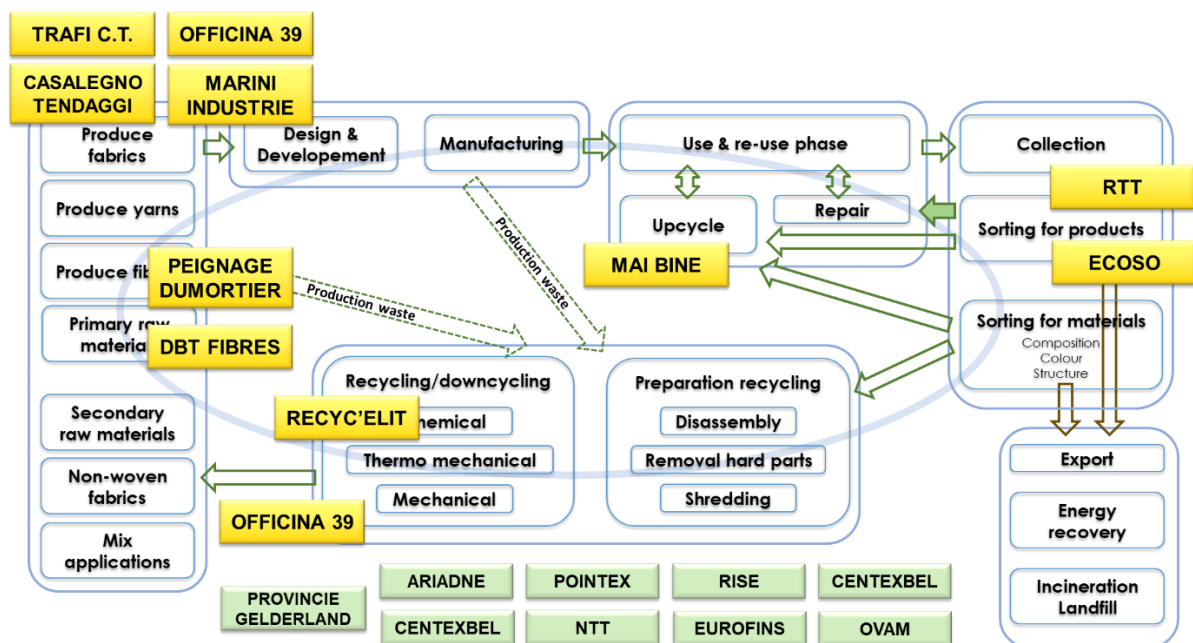 TRAFI C.T.
OFFICINA 39
CASALEGNO
TENDAGGI
MARINI
INDUSTRIE
Produce
fabrics
Design &
Developement
Manufacturing
Use & re-use phase
Collection
RTT
Produce yarns
Upcycle
Repair
Sorting for products
MAI BINE
ECOSO
Produce
PEIGNAGE
DUMORTIER
Production waste
Production waste
Primary raw
DBT FIBRES
Sorting for materials
Composition
Colour
Structure
Recycling/downcycling
Preparation recycling
RECYC'ELIT
Disassembly
Secondary
raw materials
Thermo mechanical
Removal hard parts
Export
Non-woven
fabrics
Mechanical
Shredding
OFFICINA 39
Energy
recovery
Mix
applications
Incineration
Landfill
PROVINCIE
GELDERLAND
ARIADNE
POINTEX
RISE
CENTEXBEL
CENTEXBEL
NTT
EUROFINS
OVAM